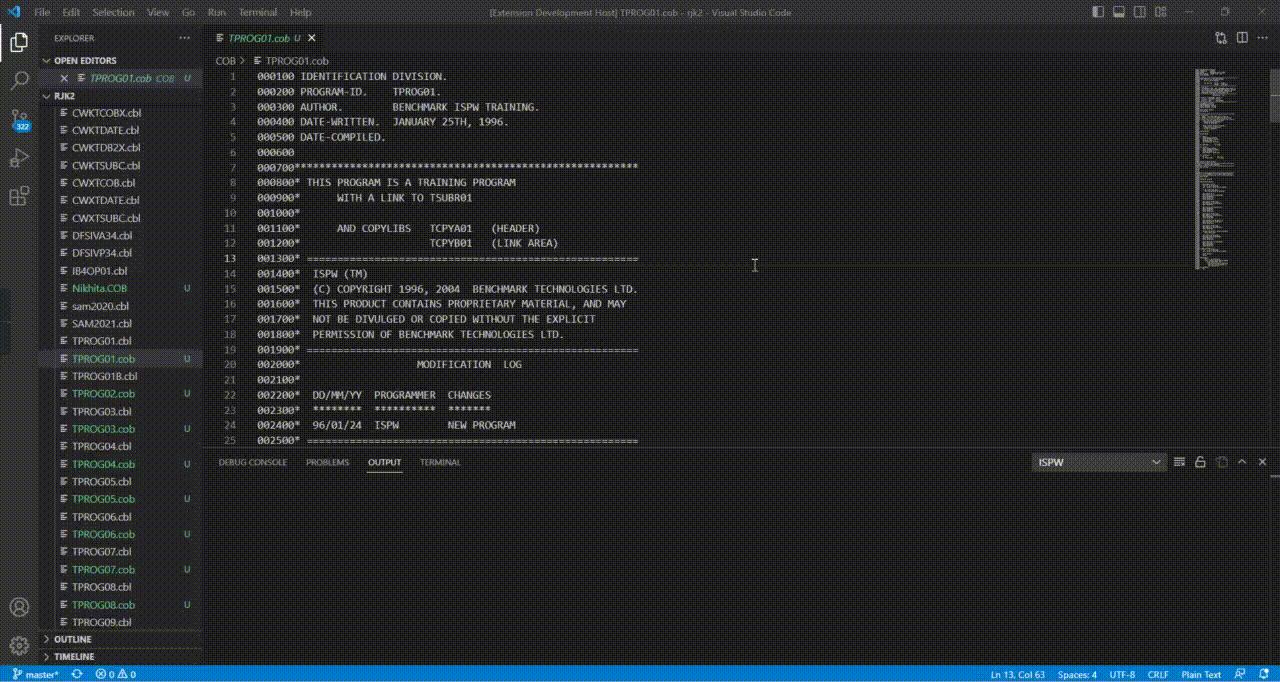 File Edit Selection View Go Run Terminal Help
[Extension Development Host] TPROG01.cob - rjk2 - Visual Studio Code
EXPLORER
OPEN EDITORS
TPROG01.cob COB U
RJK2
CWKTCOBX.cbl
CWKTDATE.cbl
CWKTDB2X.cbl
CWKTSUBC.cbl
CWXTCOB.cbl
CWXTDATE.cbl
CWXTSUBC.cbl
DFSIVA34.cbl
DFSIVP34.cbl
IB4OP01.cbl
Nikhita.COB U
sam2020.cbl
SAM2021.cbl
TPROG01.cbl
TPROG01.cob U
TPROG01B.cbl
TPROG02.cob U
TPROG03.cbl
TPROG03.cob U
TPROG04.cbl
TPROG04.cob U
TPROG05.cbl
TPROG05.cob U
TPROG06.cbl
TPROG06.cob U
TPROG07.cbl
TPROG07.cob U
TPROG08.cbl
TPROG08.cob U
TPROG09.cbl
OUTLINE
TIMELINE
322
TPROG01.cob U
COB > TPROG01.cob
1 000100 IDENTIFICATION DIVISION.
2 000200 PROGRAM-ID.    TPROG01.
3 000300 AUTHOR.        BENCHMARK ISPW TRAINING.
4 000400 DATE-WRITTEN.  JANUARY 25TH, 1996.
5 000500 DATE-COMPILED.
6 000600
7 000700********************************************************
8 000800* THIS PROGRAM IS A TRAINING PROGRAM
9 000900*      WITH A LINK TO TSUBR01
10 001000*
11 001100*      AND COPYLIBS   TCPYA01   (HEADER)
12 001200*                     TCPYB01   (LINK AREA)
13 001300* ======================================================
14 001400*  ISPW (TM)
15 001500*  (C) COPYRIGHT 1996, 2004  BENCHMARK TECHNOLOGIES LTD.
16 001600*  THIS PRODUCT CONTAINS PROPRIETARY MATERIAL, AND MAY
17 001700*  NOT BE DIVULGED OR COPIED WITHOUT THE EXPLICIT
18 001800*  PERMISSION OF BENCHMARK TECHNOLOGIES LTD.
19 001900* ======================================================
20 002000*                   MODIFICATION  LOG
21 002100*
22 002200*  DD/MM/YY  PROGRAMMER  CHANGES
23 002300*  ********  **********  *******
24 002400*  96/01/24  ISPW        NEW PROGRAM
25 002500* ======================================================
DEBUG CONSOLE PROBLEMS OUTPUT TERMINAL
ISPW
master* 0 0
Ln 13, Col 63 Spaces: 4 UTF-8 CRLF Plain Text